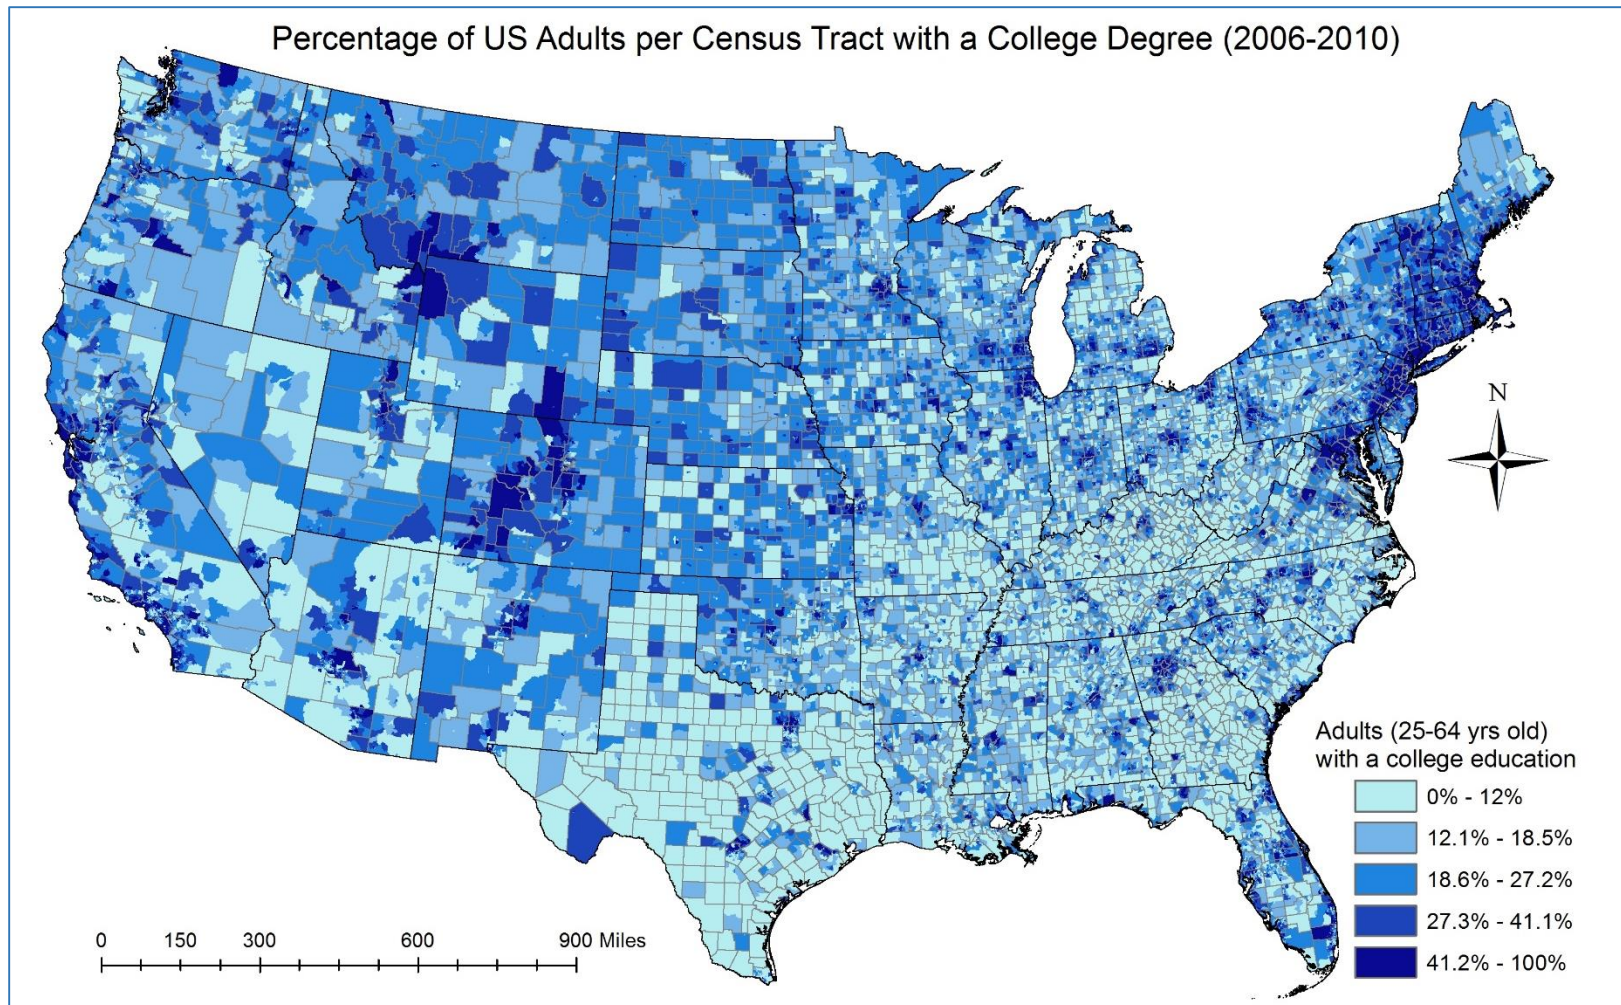 Percentage of US Adults per Census Tract with a College Degree (2006-2010)
N
Adults (25-64 yrs old)
with a college education
0% - 12%
12.1% - 18.5%
18.6% - 27.2%
27.3% - 41.1%
41.2% - 100%
0 150 300 600 900 Miles